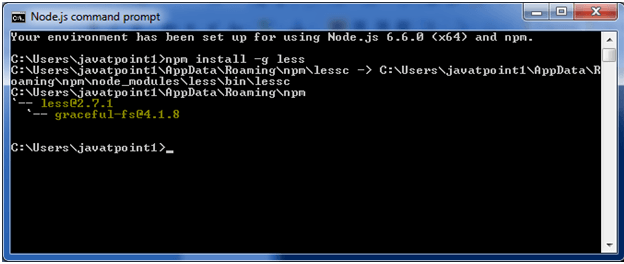 Node.js command prompt
Your environment has been set up for using Node.js 6.6.0 (x64) and npm.
C:\Users\javatpoint1>npm install -g less
C:\Users\javatpoint1\AppData\Roaming\npm\lessc -> C:\Users\javatpoint1\AppData\R
oaming\npm\node_modules\less\bin\lessc
C:\Users\javatpoint1\AppData\Roaming\npm
`-- less@2.7.1
  `-- graceful-fs@4.1.8
C:\Users\javatpoint1>_